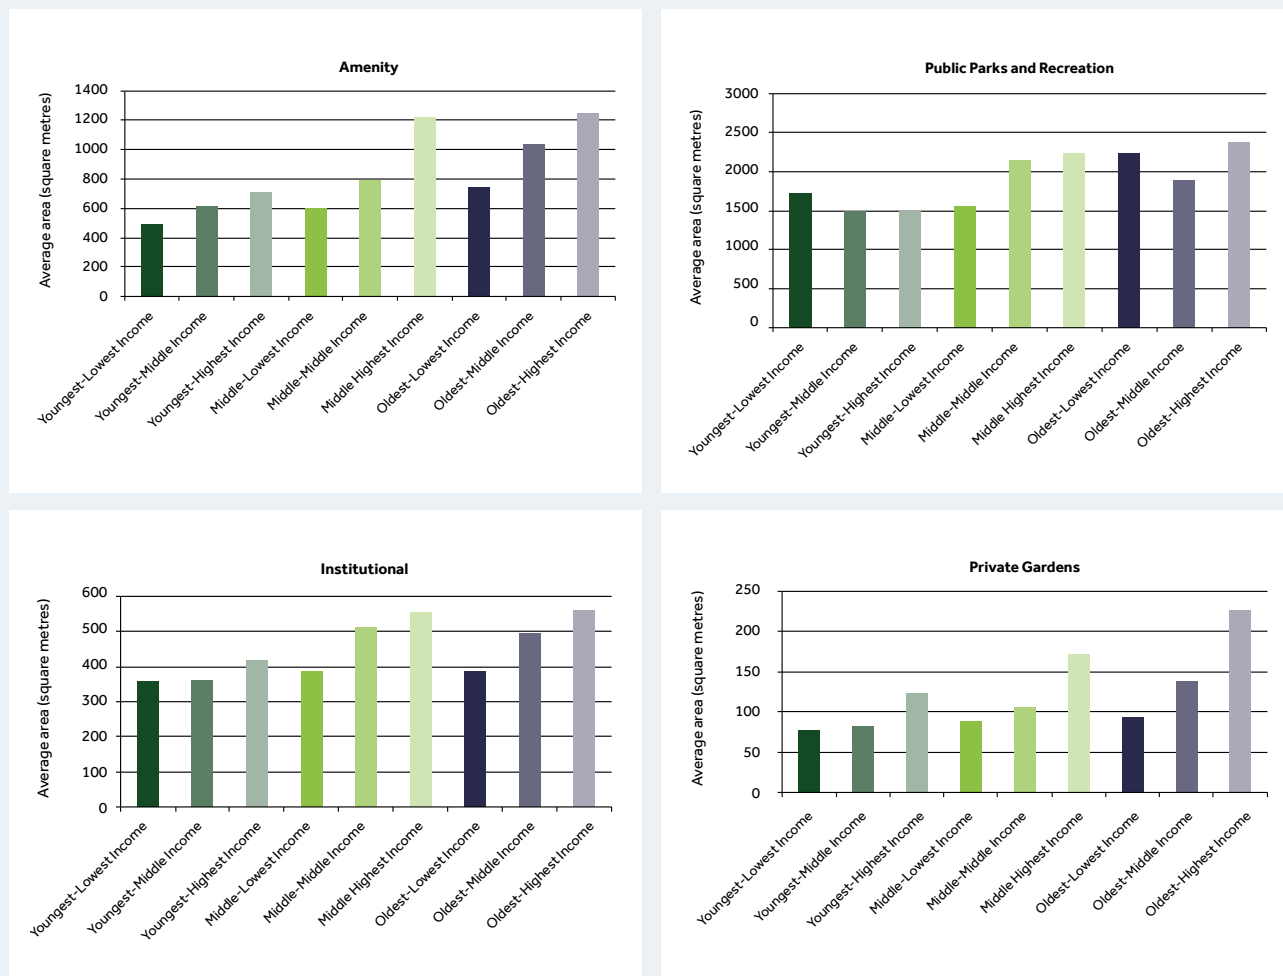 Amenity
Average area (square metres)
1400
1200
1000
800
600
400
200
0
Youngest-Lowest Income
Youngest-Middle Income
Youngest-Highest Income
Middle-Lowest Income
Middle-Middle Income
Middle Highest Income
Oldest-Lowest Income
Oldest-Middle Income
Oldest-Highest Income
Public Parks and Recreation
Average area (square metres)
3000
2500
2000
1500
1000
500
0
Youngest-Lowest Income
Youngest-Middle Income
Youngest-Highest Income
Middle-Lowest Income
Middle-Middle Income
Middle Highest Income
Oldest-Lowest Income
Oldest-Middle Income
Oldest-Highest Income
Institutional
Average area (square metres)
600
500
400
300
200
100
0
Youngest-Lowest Income
Youngest-Middle Income
Youngest-Highest Income
Middle-Lowest Income
Middle-Middle Income
Middle Highest Income
Oldest-Lowest Income
Oldest-Middle Income
Oldest-Highest Income
Private Gardens
Average area (square metres)
250
200
150
100
50
0
Youngest-Lowest Income
Youngest-Middle Income
Youngest-Highest Income
Middle-Lowest Income
Middle-Middle Income
Middle Highest Income
Oldest-Lowest Income
Oldest-Middle Income
Oldest-Highest Income